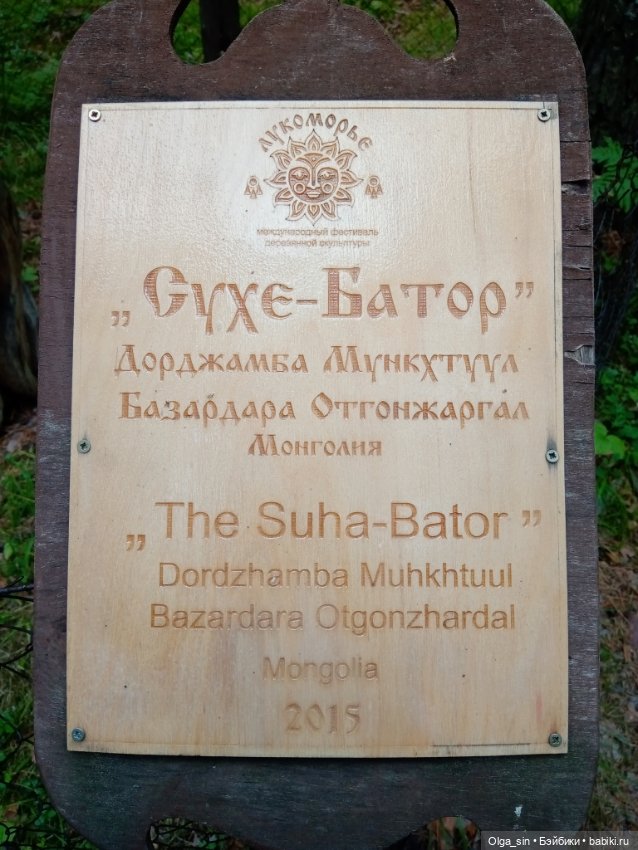 лукоморье
международный фестиваль
деревянной скульптуры
„Сухе-Батор”
Дорджамба Мункхтуул
Базардара Отгонжаргал
Монголия
„The Suha-Bator”
Dordzhamba Muhkhtuul
Bazardara Otgonzhardal
Mongolia
2015
Olga_sin • Бэйбики • babiki.ru